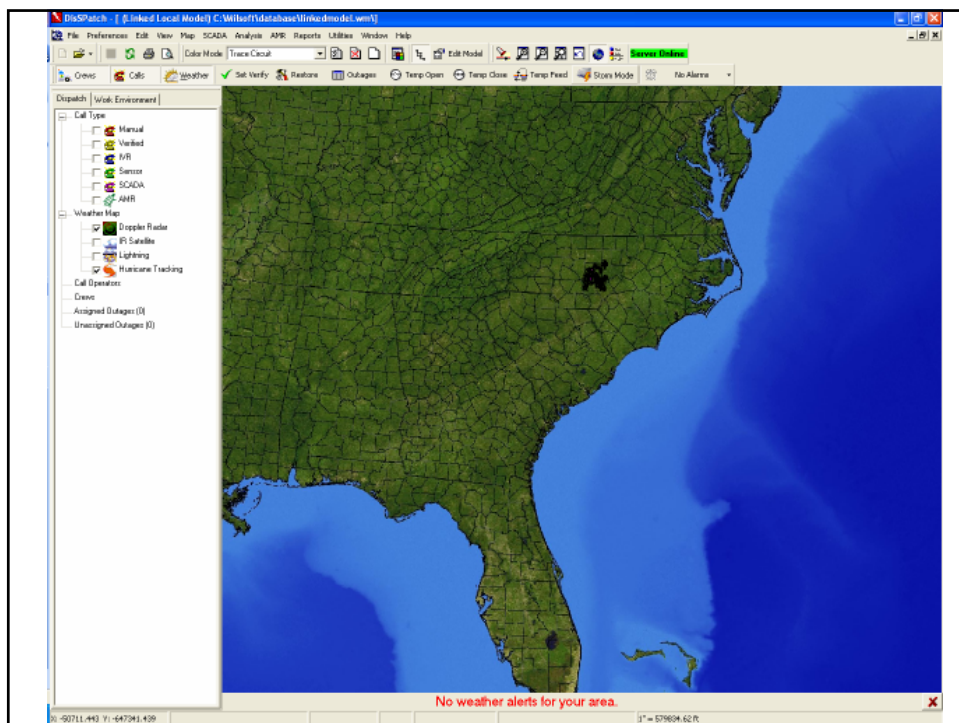 DisSPatch - [ (Linked Local Model) C:\Milsoft\database\linkedmodel.wm\]
File Preferences Edit View Map SCADA Analysis AMR Reports Utilities Window Help
Color Mode Trace Circuit Edit Model Server Online
Crews Calls Weather Set Verify Restore Outages Temp Open Temp Close Temp Feed Storm Mode No Alarms
Dispatch Work Environment
Call Type
Manual
Verified
IVR
Sensor
SCADA
AMR
Weather Map
Doppler Radar
IR Satellite
Lightning
Hurricane Tracking
Call Operators
Crews
Assigned Outages (0)
Unassigned Outages (0)
No weather alerts for your area.
X: -50711.443 Y: -647341.439 1" = 579834.62 ft